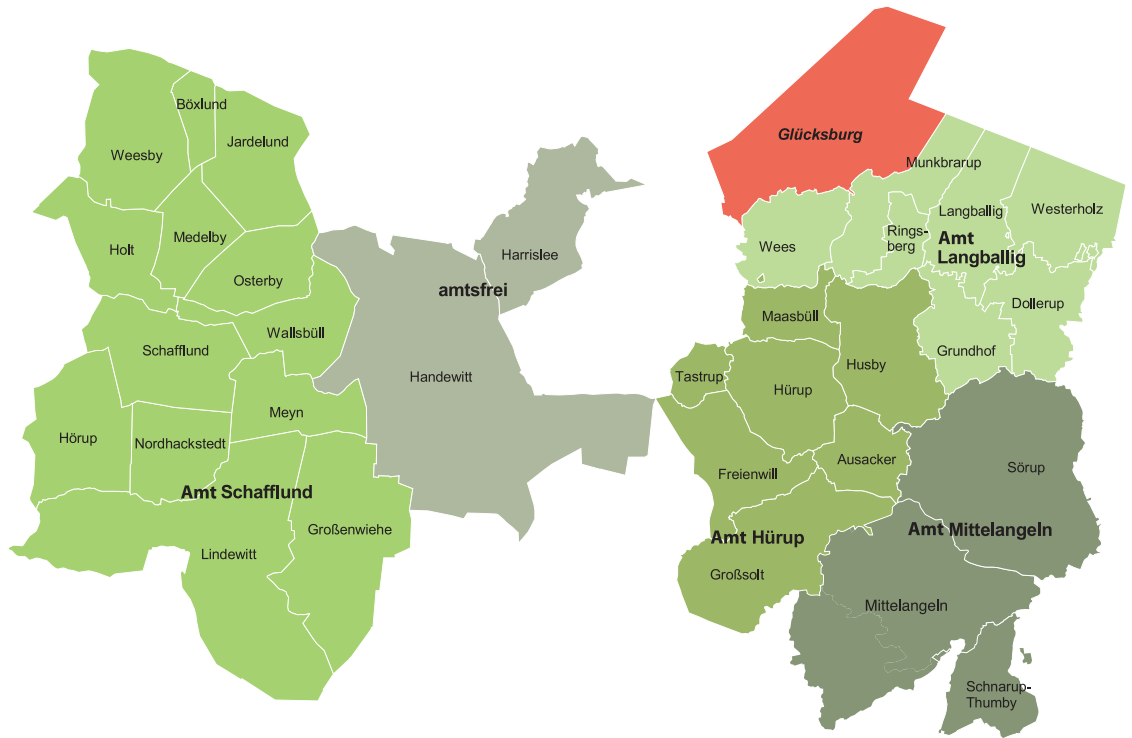 Böxlund
Weesby
Jardelund
Holt
Medelby
Osterby
Wallsbüll
Schafflund
Meyn
Hörup
Nordhackstedt
Amt Schafflund
Großenwiehe
Lindewitt
Harrislee
amtsfrei
Handewitt
Glücksburg
Munkbrarup
Langballig
Westerholz
Wees
Rings-
berg
Amt
Langballig
Dollerup
Grundhof
Maasbüll
Husby
Tastrup
Hürup
Freienwill
Ausacker
Amt Hürup
Großsolt
Sörup
Amt Mittelangeln
Mittelangeln
Schnarup-
Thumby